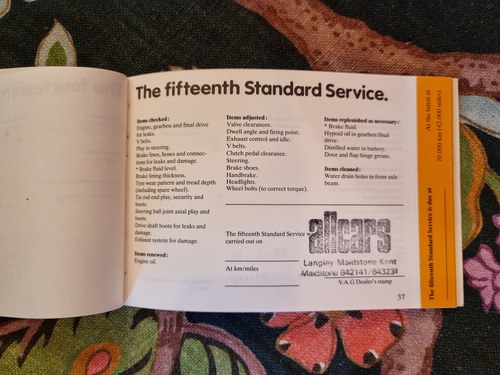 The fifteenth Standard Service.
Items checked:
Engine, gearbox and final drive
for leaks.
V belts.
Play in steering.
Brake lines, boxes and connec-
tions for leaks and damage.
* Brake fluid level.
Brake lining thickness.
Tyre wear pattern and tread depth
(including spare wheel).
Tie rod end play, security and
boots.
Steering ball joint axial play and
boots.
Drive shaft boots for leaks and
damage.
Exhaust system for damage.
Items renewed:
Engine oil.
Items adjusted:
Valve clearances.
Dwell angle and firing point.
Exhaust control and idle.
V belts.
Clutch pedal clearance.
Steering.
Brake shoes.
Handbrake.
Headlights.
Wheel bolts (to correct torque).
The fifteenth Standard Service was
carried out on
At km/miles
Items replenished as necessary:
* Brake fluid.
Hypoid oil in gearbox/final
drive.
Distilled water in battery.
Door and flap hinge grease.
Items cleaned:
Water drain holes in front axle
beam.
allcars
Langley Maidstone Kent
Maidstone 842141/843231
V.A.G Dealer's stamp
37
The fifteenth Standard Service is due at
At the latest at
70,000 km (42,000 miles)